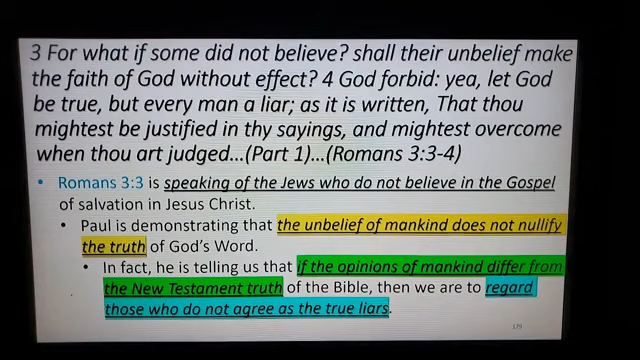 3 For what if some did not believe? shall their unbelief make
the faith of God without effect? 4 God forbid: yea, let God
be true, but every man a liar; as it is written, That thou
mightest be justified in thy sayings, and mightest overcome
when thou art judged…(Part 1)…(Romans 3:3-4)
• Romans 3:3 is speaking of the Jews who do not believe in the Gospel
of salvation in Jesus Christ.
• Paul is demonstrating that the unbelief of mankind does not nullify
the truth of God's Word.
• In fact, he is telling us that if the opinions of mankind differ from
the New Testament truth of the Bible, then we are to regard
those who do not agree as the true liars.
179